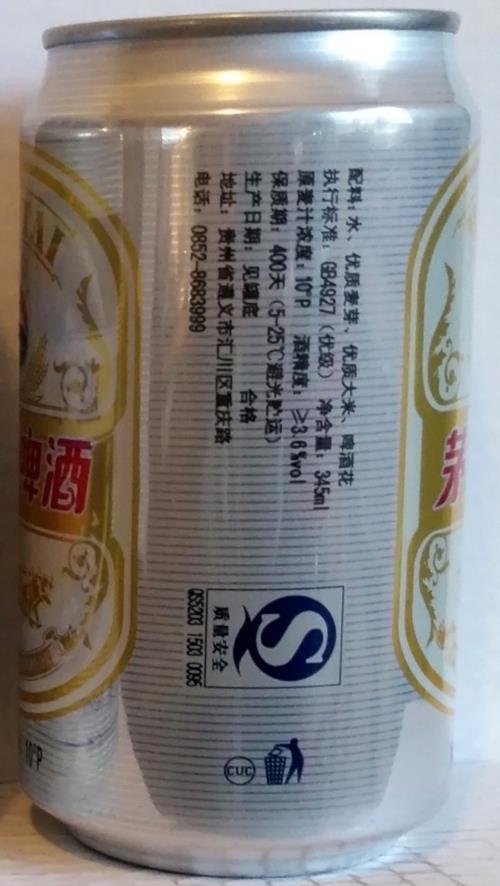 配料：水、优质麦芽、优质大米、啤酒花
执行标准：GB4927（优级） 净含量：345ml
原麦汁浓度：10°P 酒精度：≥3.6%vol
保质期：400天（5-25℃避光贮运）
生产日期：见罐底 合格
地址：贵州省遵义市汇川区重庆路
电话：0852-8683999
质量安全
QS5203 1503 0095
CUC
啤酒
茅
10°P